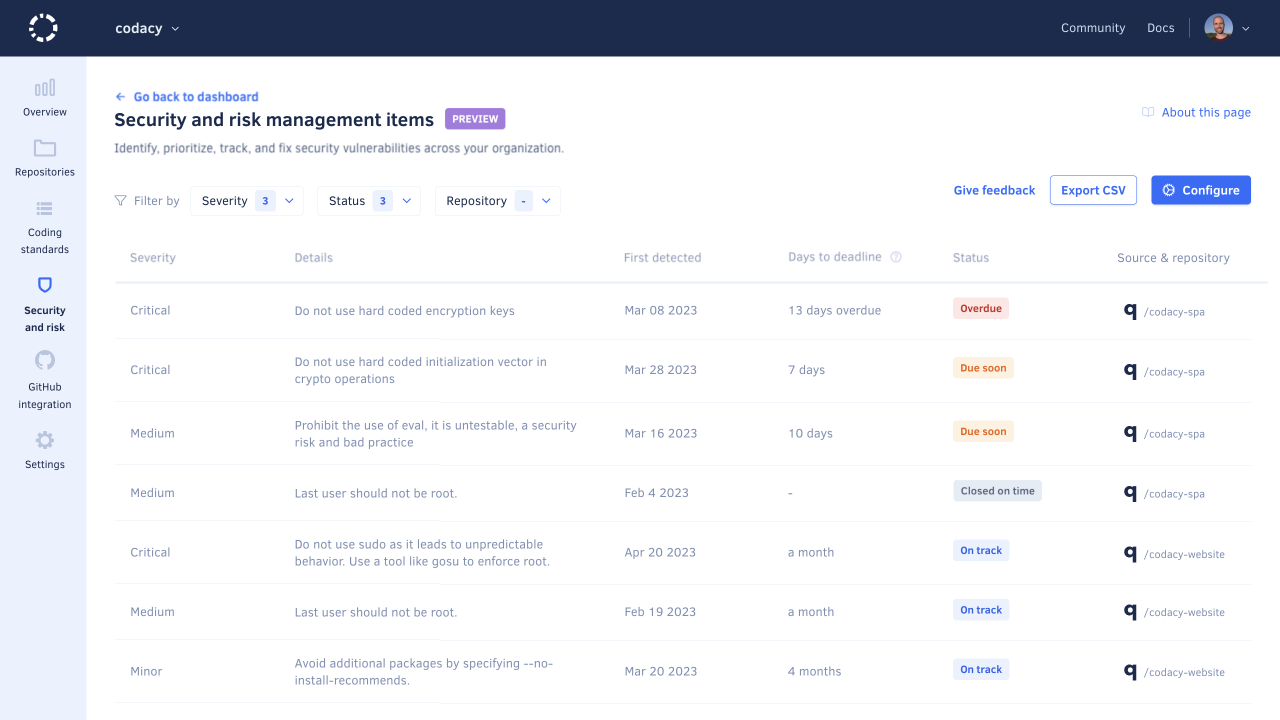 codacy
Community
Docs
Overview
Repositories
Coding
standards
Security
and risk
GitHub
integration
Settings
Go back to dashboard
Security and risk management items PREVIEW
About this page
Identify, prioritize, track, and fix security vulnerabilities across your organization.
Filter by
Severity 3
Status 3
Repository -
Give feedback
Export CSV
Configure
Severity Details First detected Days to deadline ? Status Source & repository
Critical Do not use hard coded encryption keys Mar 08 2023 13 days overdue Overdue q /codacy-spa
Do not use hard coded initialization vector in
Critical Mar 28 2023 7 days Due soon q /codacy-spa
crypto operations
Prohibit the use of eval, it is untestable, a security
Medium Mar 16 2023 10 days Due soon q /codacy-spa
risk and bad practice
Medium Last user should not be root. Feb 4 2023 - Closed on time q /codacy-spa
Do not use sudo as it leads to unpredictable
Critical Apr 20 2023 a month On track q /codacy-website
behavior. Use a tool like gosu to enforce root.
Medium Last user should not be root. Feb 19 2023 a month On track q /codacy-website
Avoid additional packages by specifying --no-
Minor Mar 20 2023 4 months On track q /codacy-website
install-recommends.